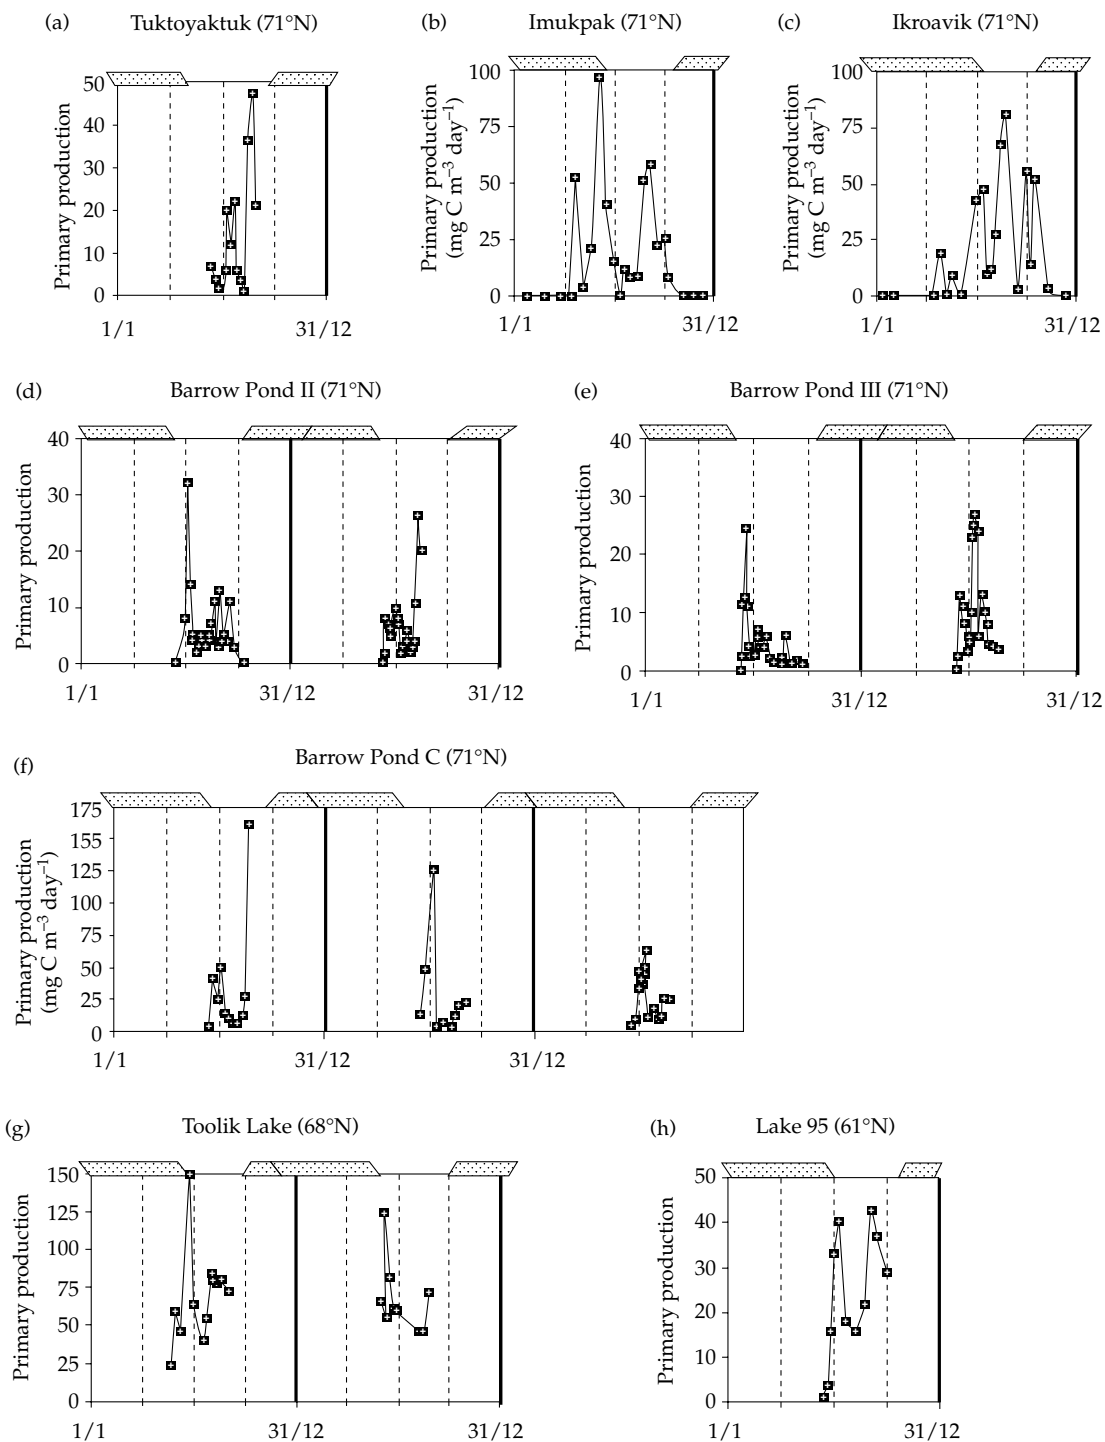 (a) Tuktoyaktuk (71°N)
(b) Imukpak (71°N)
(c) Ikroavik (71°N)
Primary production
50
40
30
20
10
0
1/1 31/12
Primary production
(mg C m⁻³ day⁻¹)
100
75
50
25
0
1/1 31/12
Primary production
(mg C m⁻³ day⁻¹)
100
75
50
25
0
1/1 31/12
(d) Barrow Pond II (71°N)
(e) Barrow Pond III (71°N)
Primary production
40
30
20
10
0
1/1 31/12 31/12
Primary production
40
30
20
10
0
1/1 31/12 31/12
(f) Barrow Pond C (71°N)
Primary production
(mg C m⁻³ day⁻¹)
175
155
125
100
75
50
25
0
1/1 31/12 31/12
(g) Toolik Lake (68°N)
(h) Lake 95 (61°N)
Primary production
150
125
100
75
50
25
0
1/1 31/12 31/12
Primary production
50
40
30
20
10
0
1/1 31/12